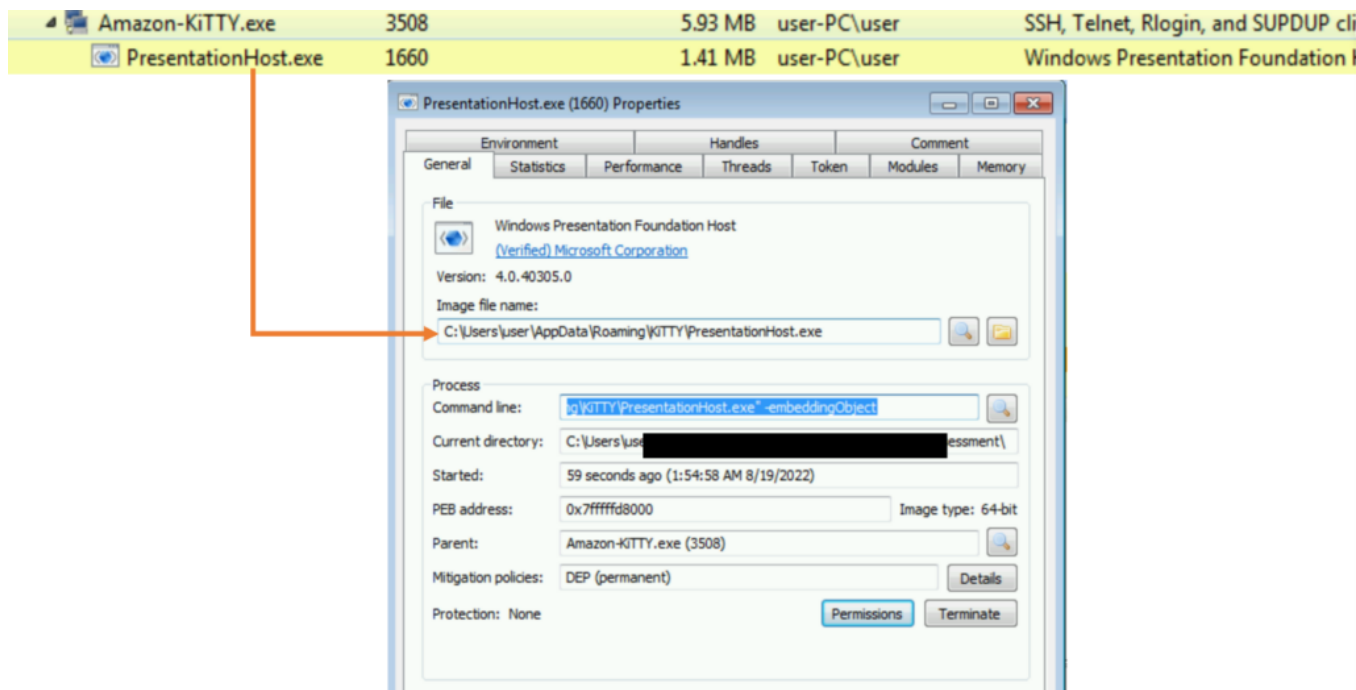 Amazon-KiTTY.exe 3508 5.93 MB user-PC\user SSH, Telnet, Rlogin, and SUPDUP cli
PresentationHost.exe 1660 1.41 MB user-PC\user Windows Presentation Foundation
PresentationHost.exe (1660) Properties
Environment Handles Comment
General Statistics Performance Threads Token Modules Memory
File
Windows Presentation Foundation Host
(Verified) Microsoft Corporation
Version: 4.0.40305.0
Image file name:
C:\Users\user\AppData\Roaming\KiTTY\PresentationHost.exe
Process
Command line: ng\KiTTY\PresentationHost.exe" -embeddingObject
Current directory: C:\Users\use essment\
Started: 59 seconds ago (1:54:58 AM 8/19/2022)
PEB address: 0x7fffffd8000 Image type: 64-bit
Parent: Amazon-KiTTY.exe (3508)
Mitigation policies: DEP (permanent) Details
Protection: None Permissions Terminate